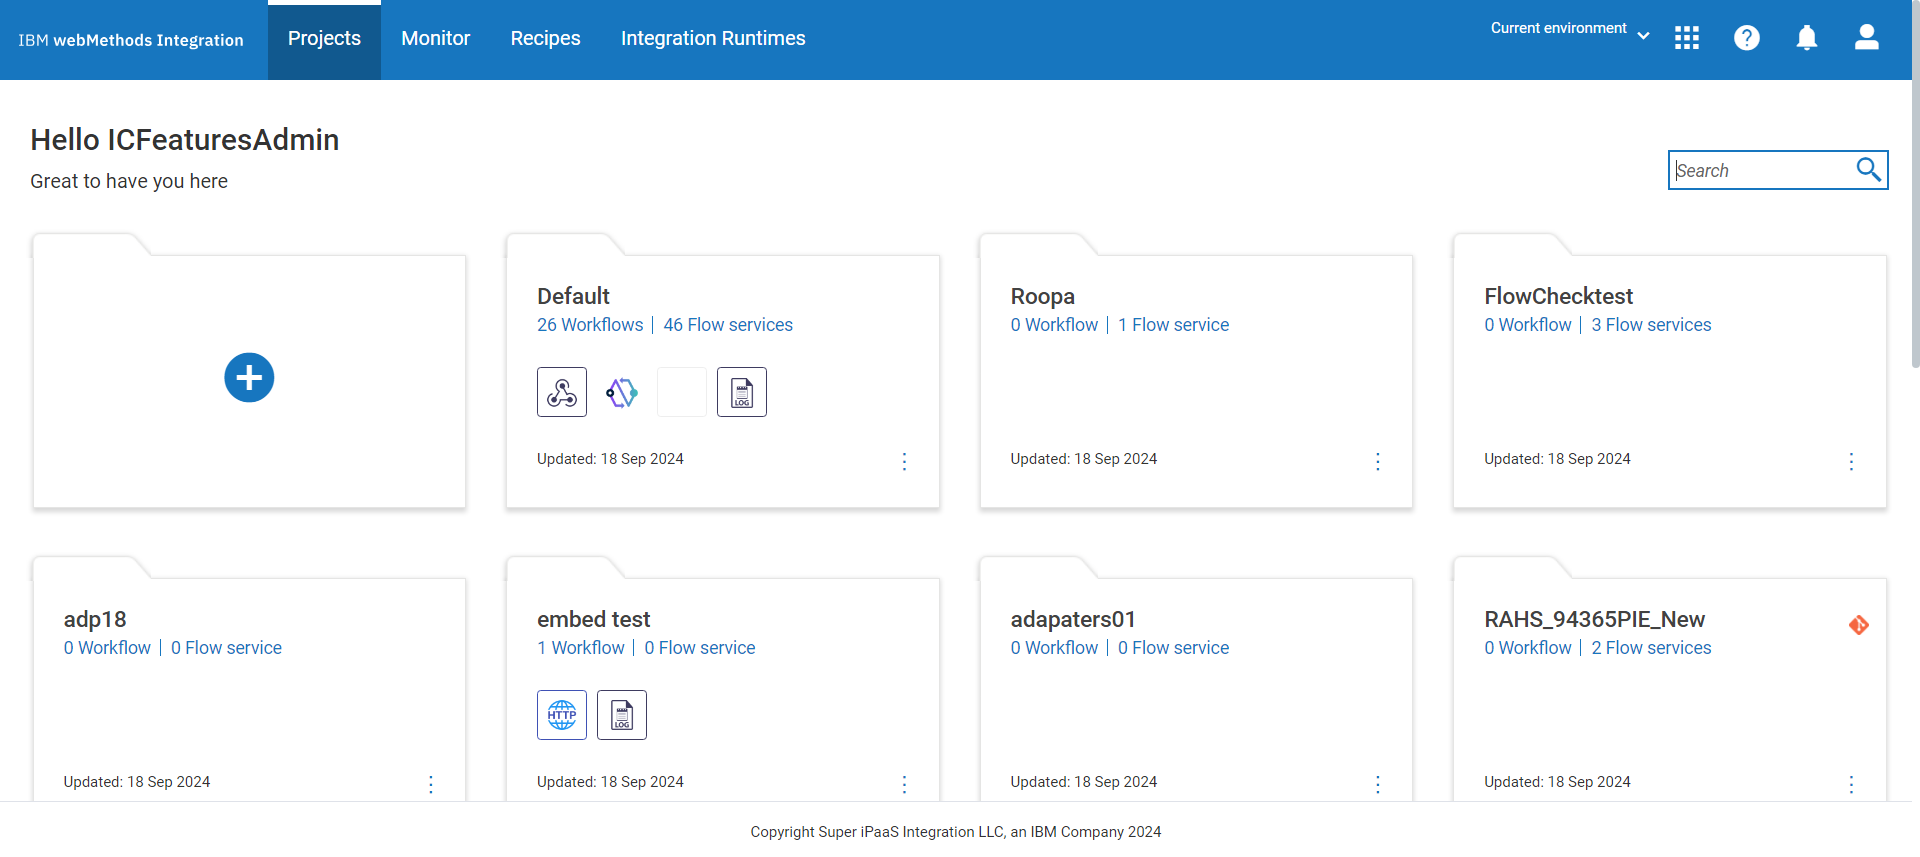 IBM webMethods Integration
Projects
Monitor
Recipes
Integration Runtimes
Current environment
?
Hello ICFeaturesAdmin
Great to have you here
Search
Default
26 Workflows | 46 Flow services
LOG
Updated: 18 Sep 2024
Roopa
0 Workflow | 1 Flow service
Updated: 18 Sep 2024
FlowChecktest
0 Workflow | 3 Flow services
Updated: 18 Sep 2024
adp18
0 Workflow | 0 Flow service
Updated: 18 Sep 2024
embed test
1 Workflow | 0 Flow service
HTTP
LOG
Updated: 18 Sep 2024
adapaters01
0 Workflow | 0 Flow service
Updated: 18 Sep 2024
RAHS_94365PIE_New
0 Workflow | 2 Flow services
Updated: 18 Sep 2024
Copyright Super iPaaS Integration LLC, an IBM Company 2024